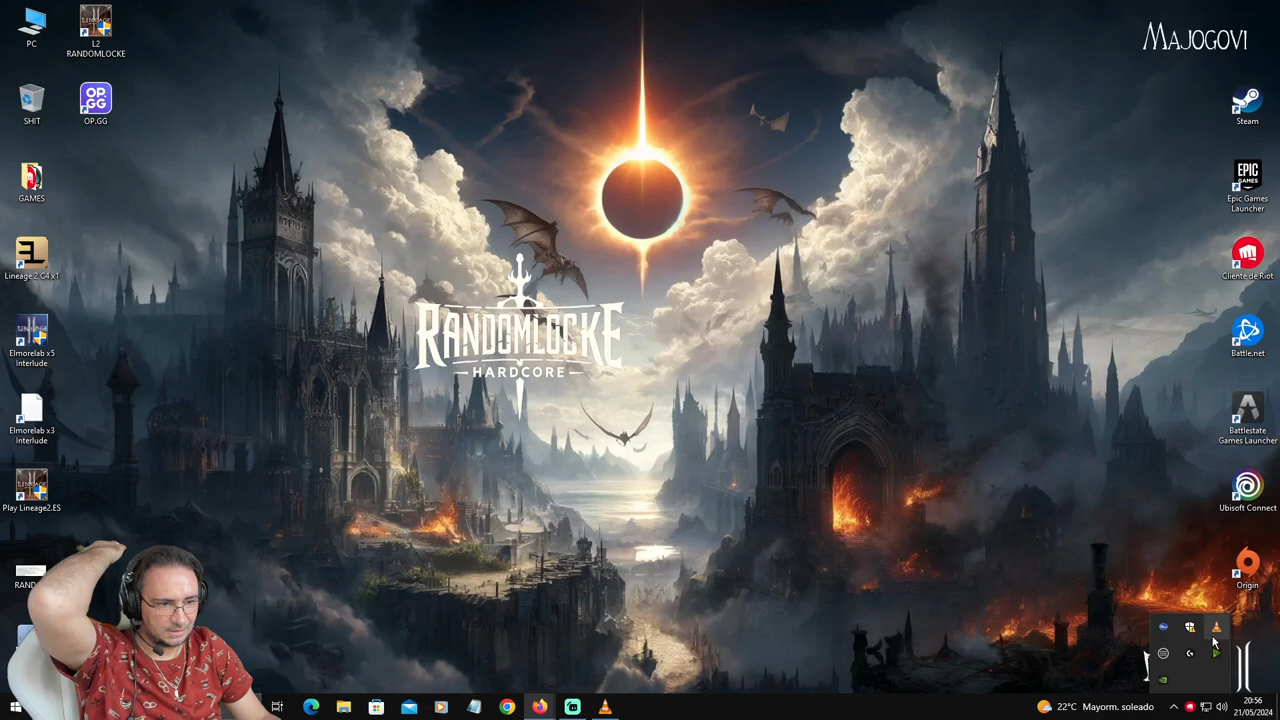 PC
L2
RANDOMLOCKE
SHIT
OP.
GG
OP.GG
GAMES
Lineage 2 C4 x1
Elmorelab x5
Interlude
Elmorelab x3
Interlude
Play Lineage2.ES
MAJOGOVI
RANDOMLOCKE
HARDCORE
Steam
EPIC
GAMES
Epic Games
Launcher
Cliente de Riot
Battle.net
Battlestate
Games Launcher
Ubisoft Connect
Origin
22°C Mayorm. soleado
20:56
21/05/2024